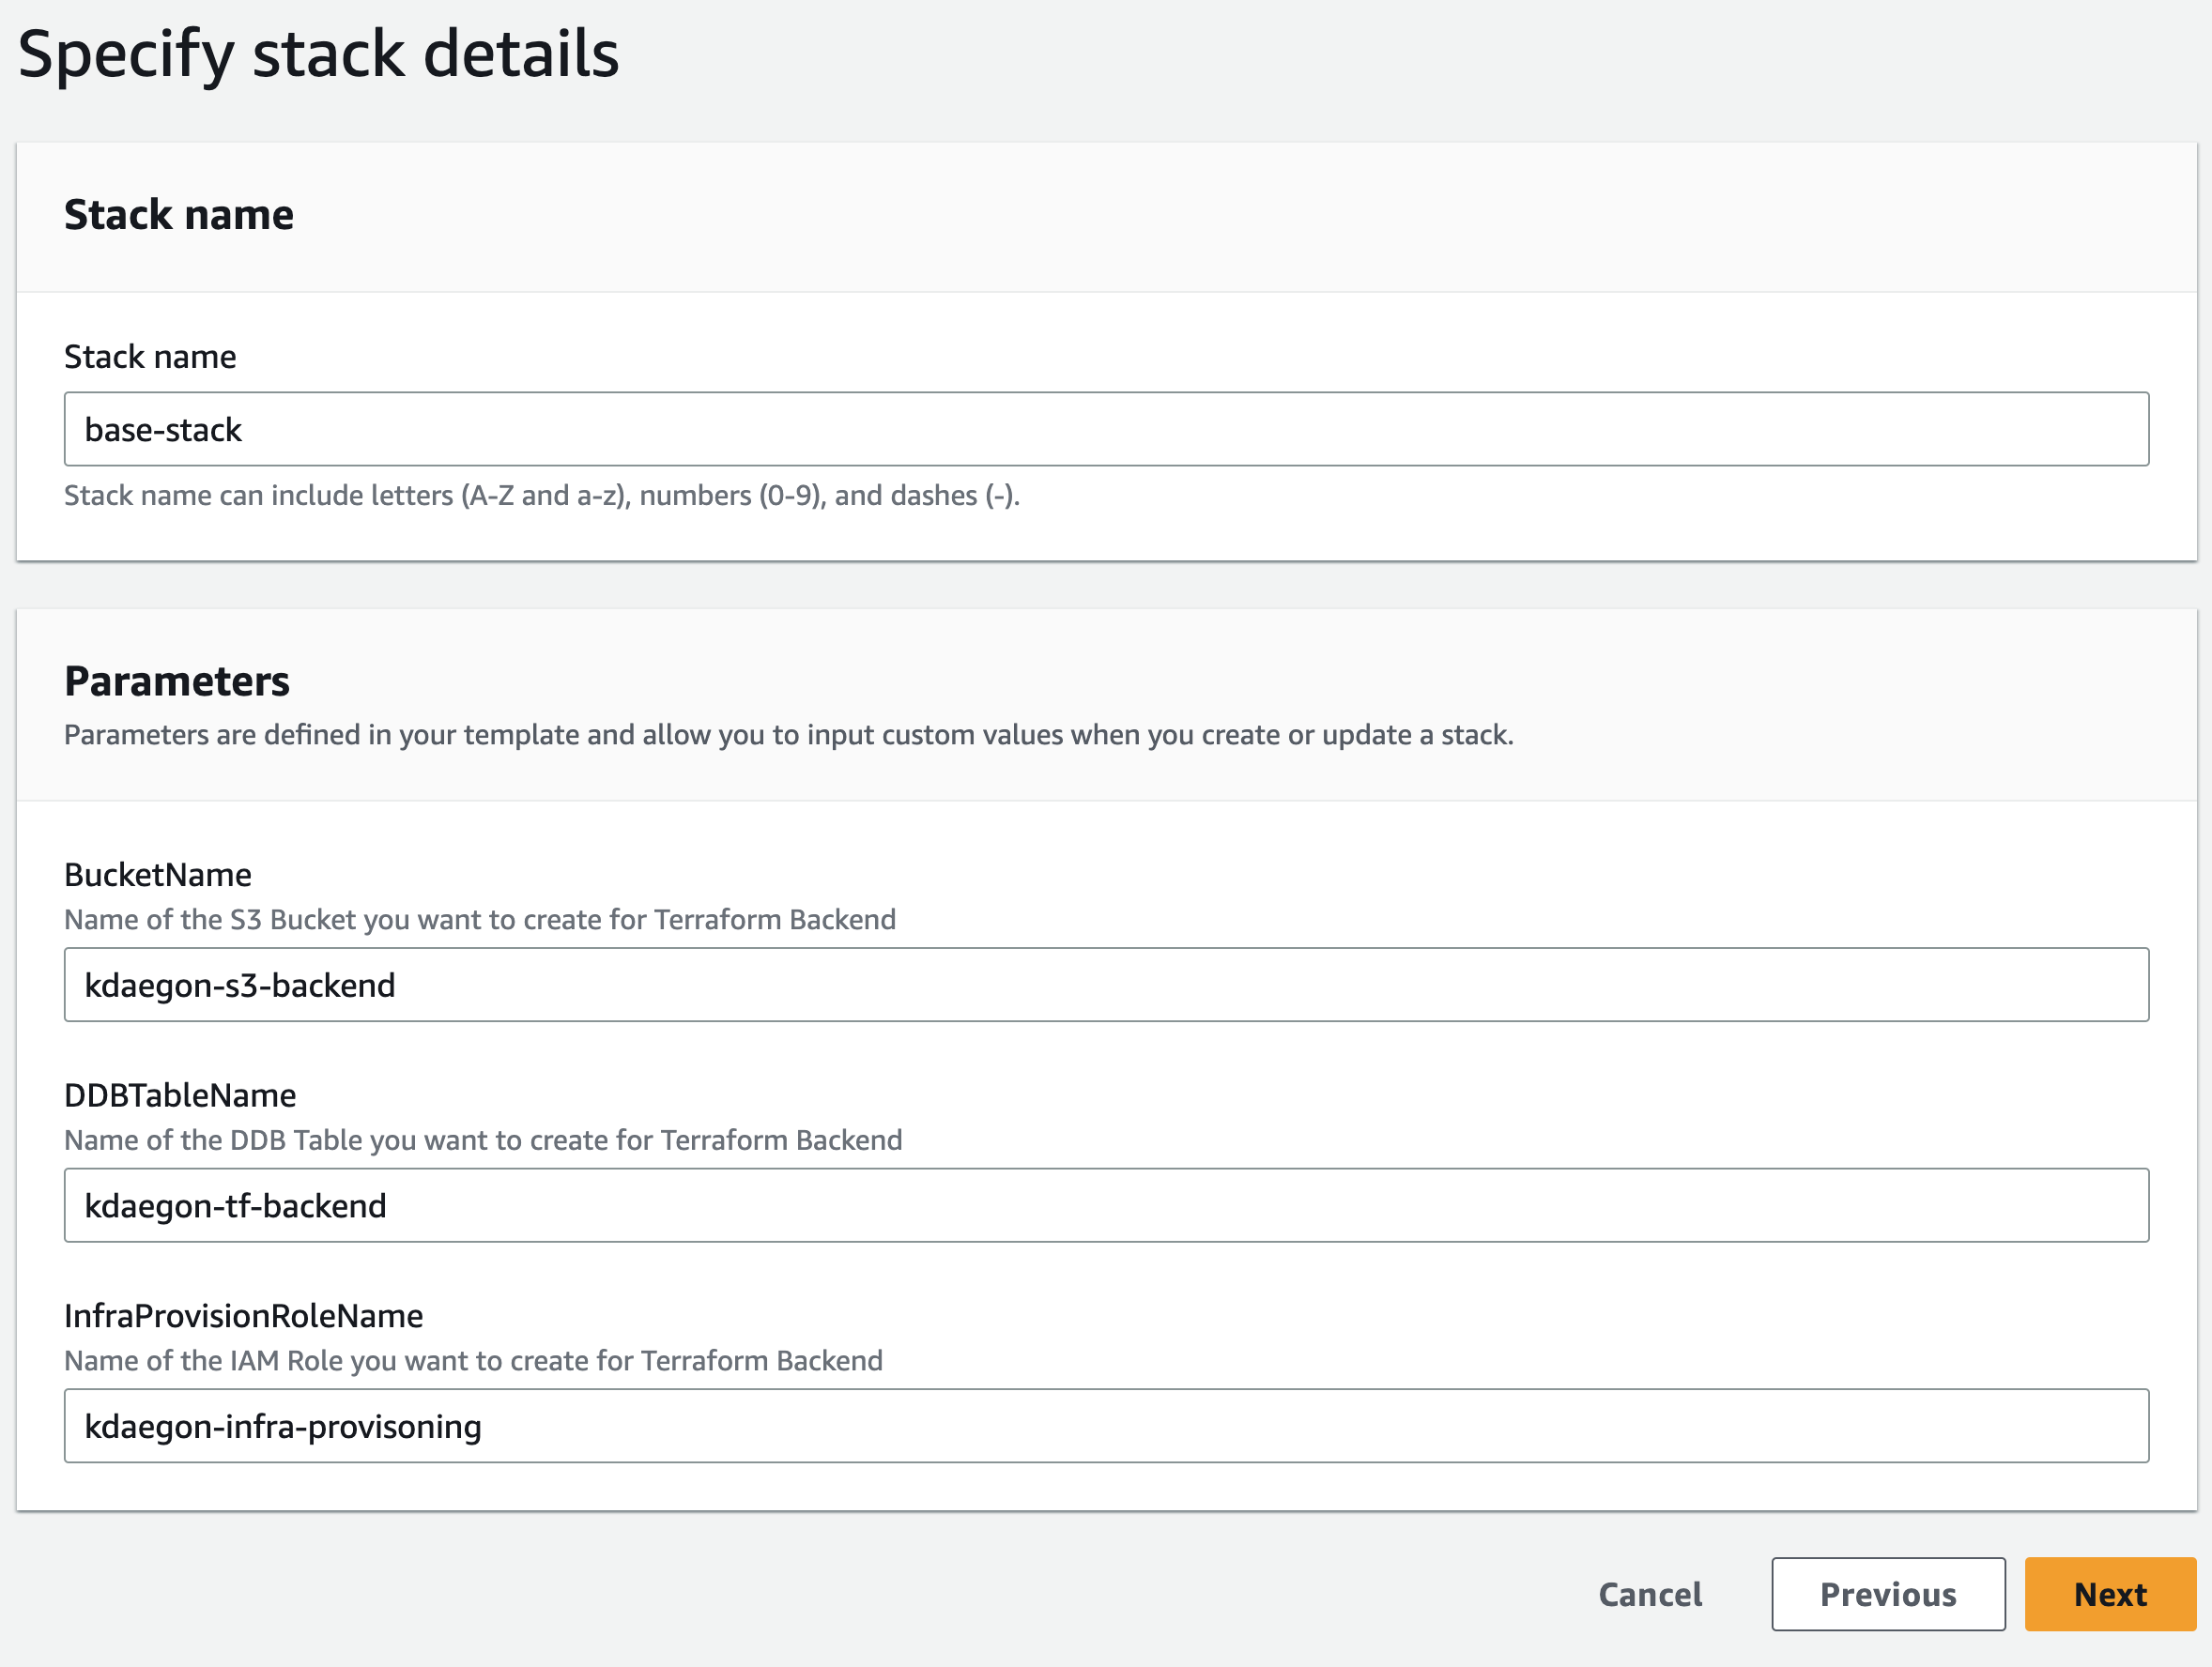 Specify stack details
Stack name
Stack name
base-stack
Stack name can include letters (A-Z and a-z), numbers (0-9), and dashes (-).
Parameters
Parameters are defined in your template and allow you to input custom values when you create or update a stack.
BucketName
Name of the S3 Bucket you want to create for Terraform Backend
kdaegon-s3-backend
DDBTableName
Name of the DDB Table you want to create for Terraform Backend
kdaegon-tf-backend
InfraProvisionRoleName
Name of the IAM Role you want to create for Terraform Backend
kdaegon-infra-provisoning
Cancel Previous Next